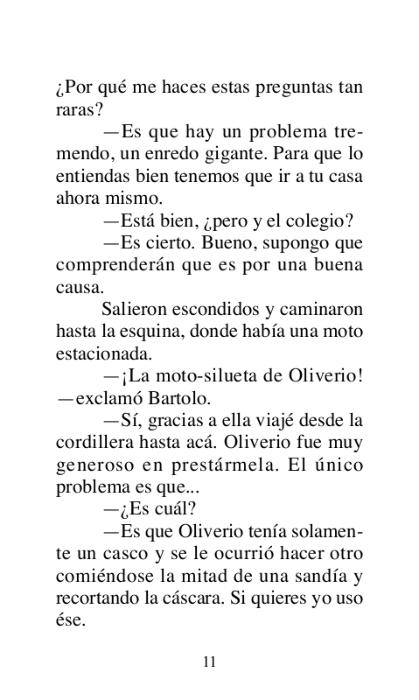 ¿Por qué me haces estas preguntas tan
raras?
—Es que hay un problema tre-
mendo, un enredo gigante. Para que lo
entiendas bien tenemos que ir a tu casa
ahora mismo.
—Está bien, ¿pero y el colegio?
—Es cierto. Bueno, supongo que
comprenderán que es por una buena
causa.
Salieron escondidos y caminaron
hasta la esquina, donde había una moto
estacionada.
—¡La moto-silueta de Oliverio!
—exclamó Bartolo.
—Sí, gracias a ella viajé desde la
cordillera hasta acá. Oliverio fue muy
generoso en prestármela. El único
problema es que...
—¿Es cuál?
—Es que Oliverio tenía solamen-
te un casco y se le ocurrió hacer otro
comiéndose la mitad de una sandía y
recortando la cáscara. Si quieres yo uso
ése.
11